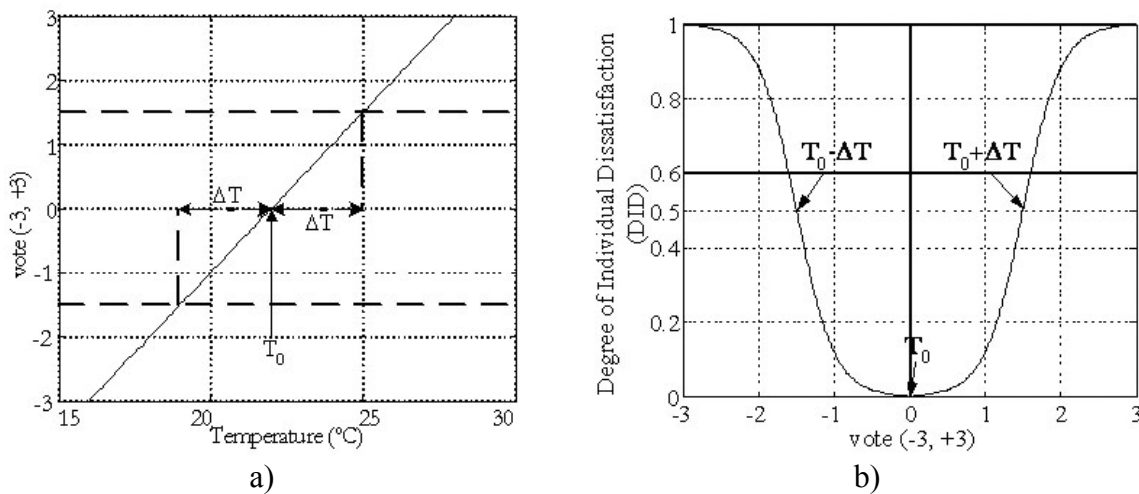 3
2
1
0
-1
-2
-3
vote (-3, +3)
ΔT
ΔT
T0
15
20
25
30
Temperature (°C)
a)
1
0.8
0.6
0.5
0.4
0.2
0
Degree of Individual Dissatisfaction
(DID)
T0-ΔT
T0+ΔT
T0
-3
-2
-1
0
1
2
3
vote (-3, +3)
b)